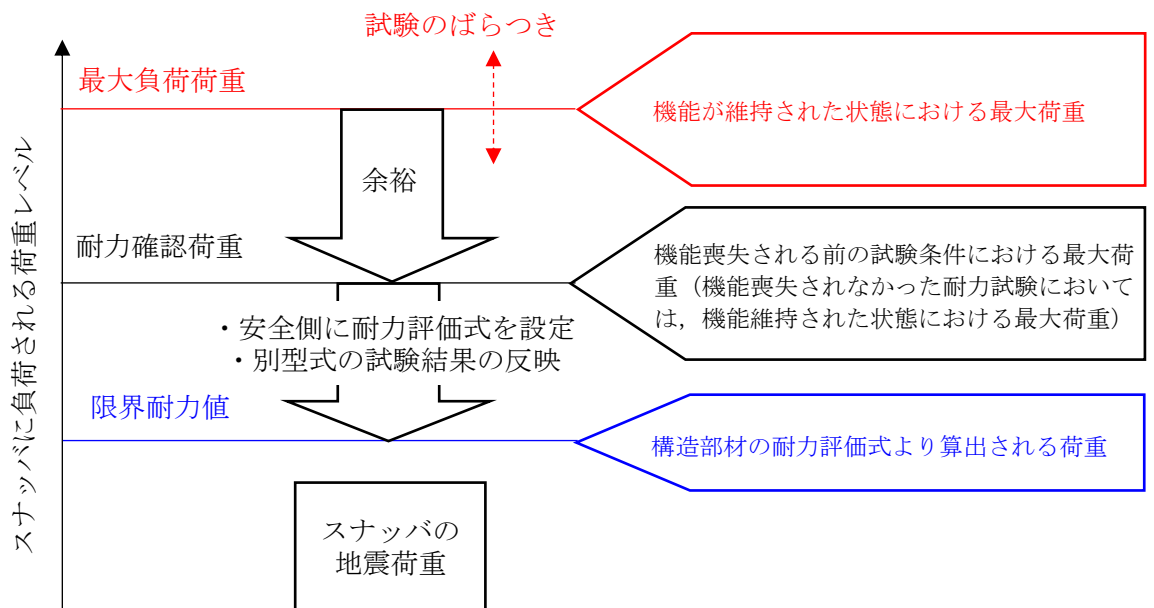 試験のばらつき
最大負荷荷重
機能が維持された状態における最大荷重
余裕
スナッバに負荷される荷重レベル
耐力確認荷重
機能喪失される前の試験条件における最大荷
重（機能喪失されなかった耐力試験において
は，機能維持された状態における最大荷重）
・安全側に耐力評価式を設定
・別型式の試験結果の反映
限界耐力値
構造部材の耐力評価式より算出される荷重
スナッバの
地震荷重